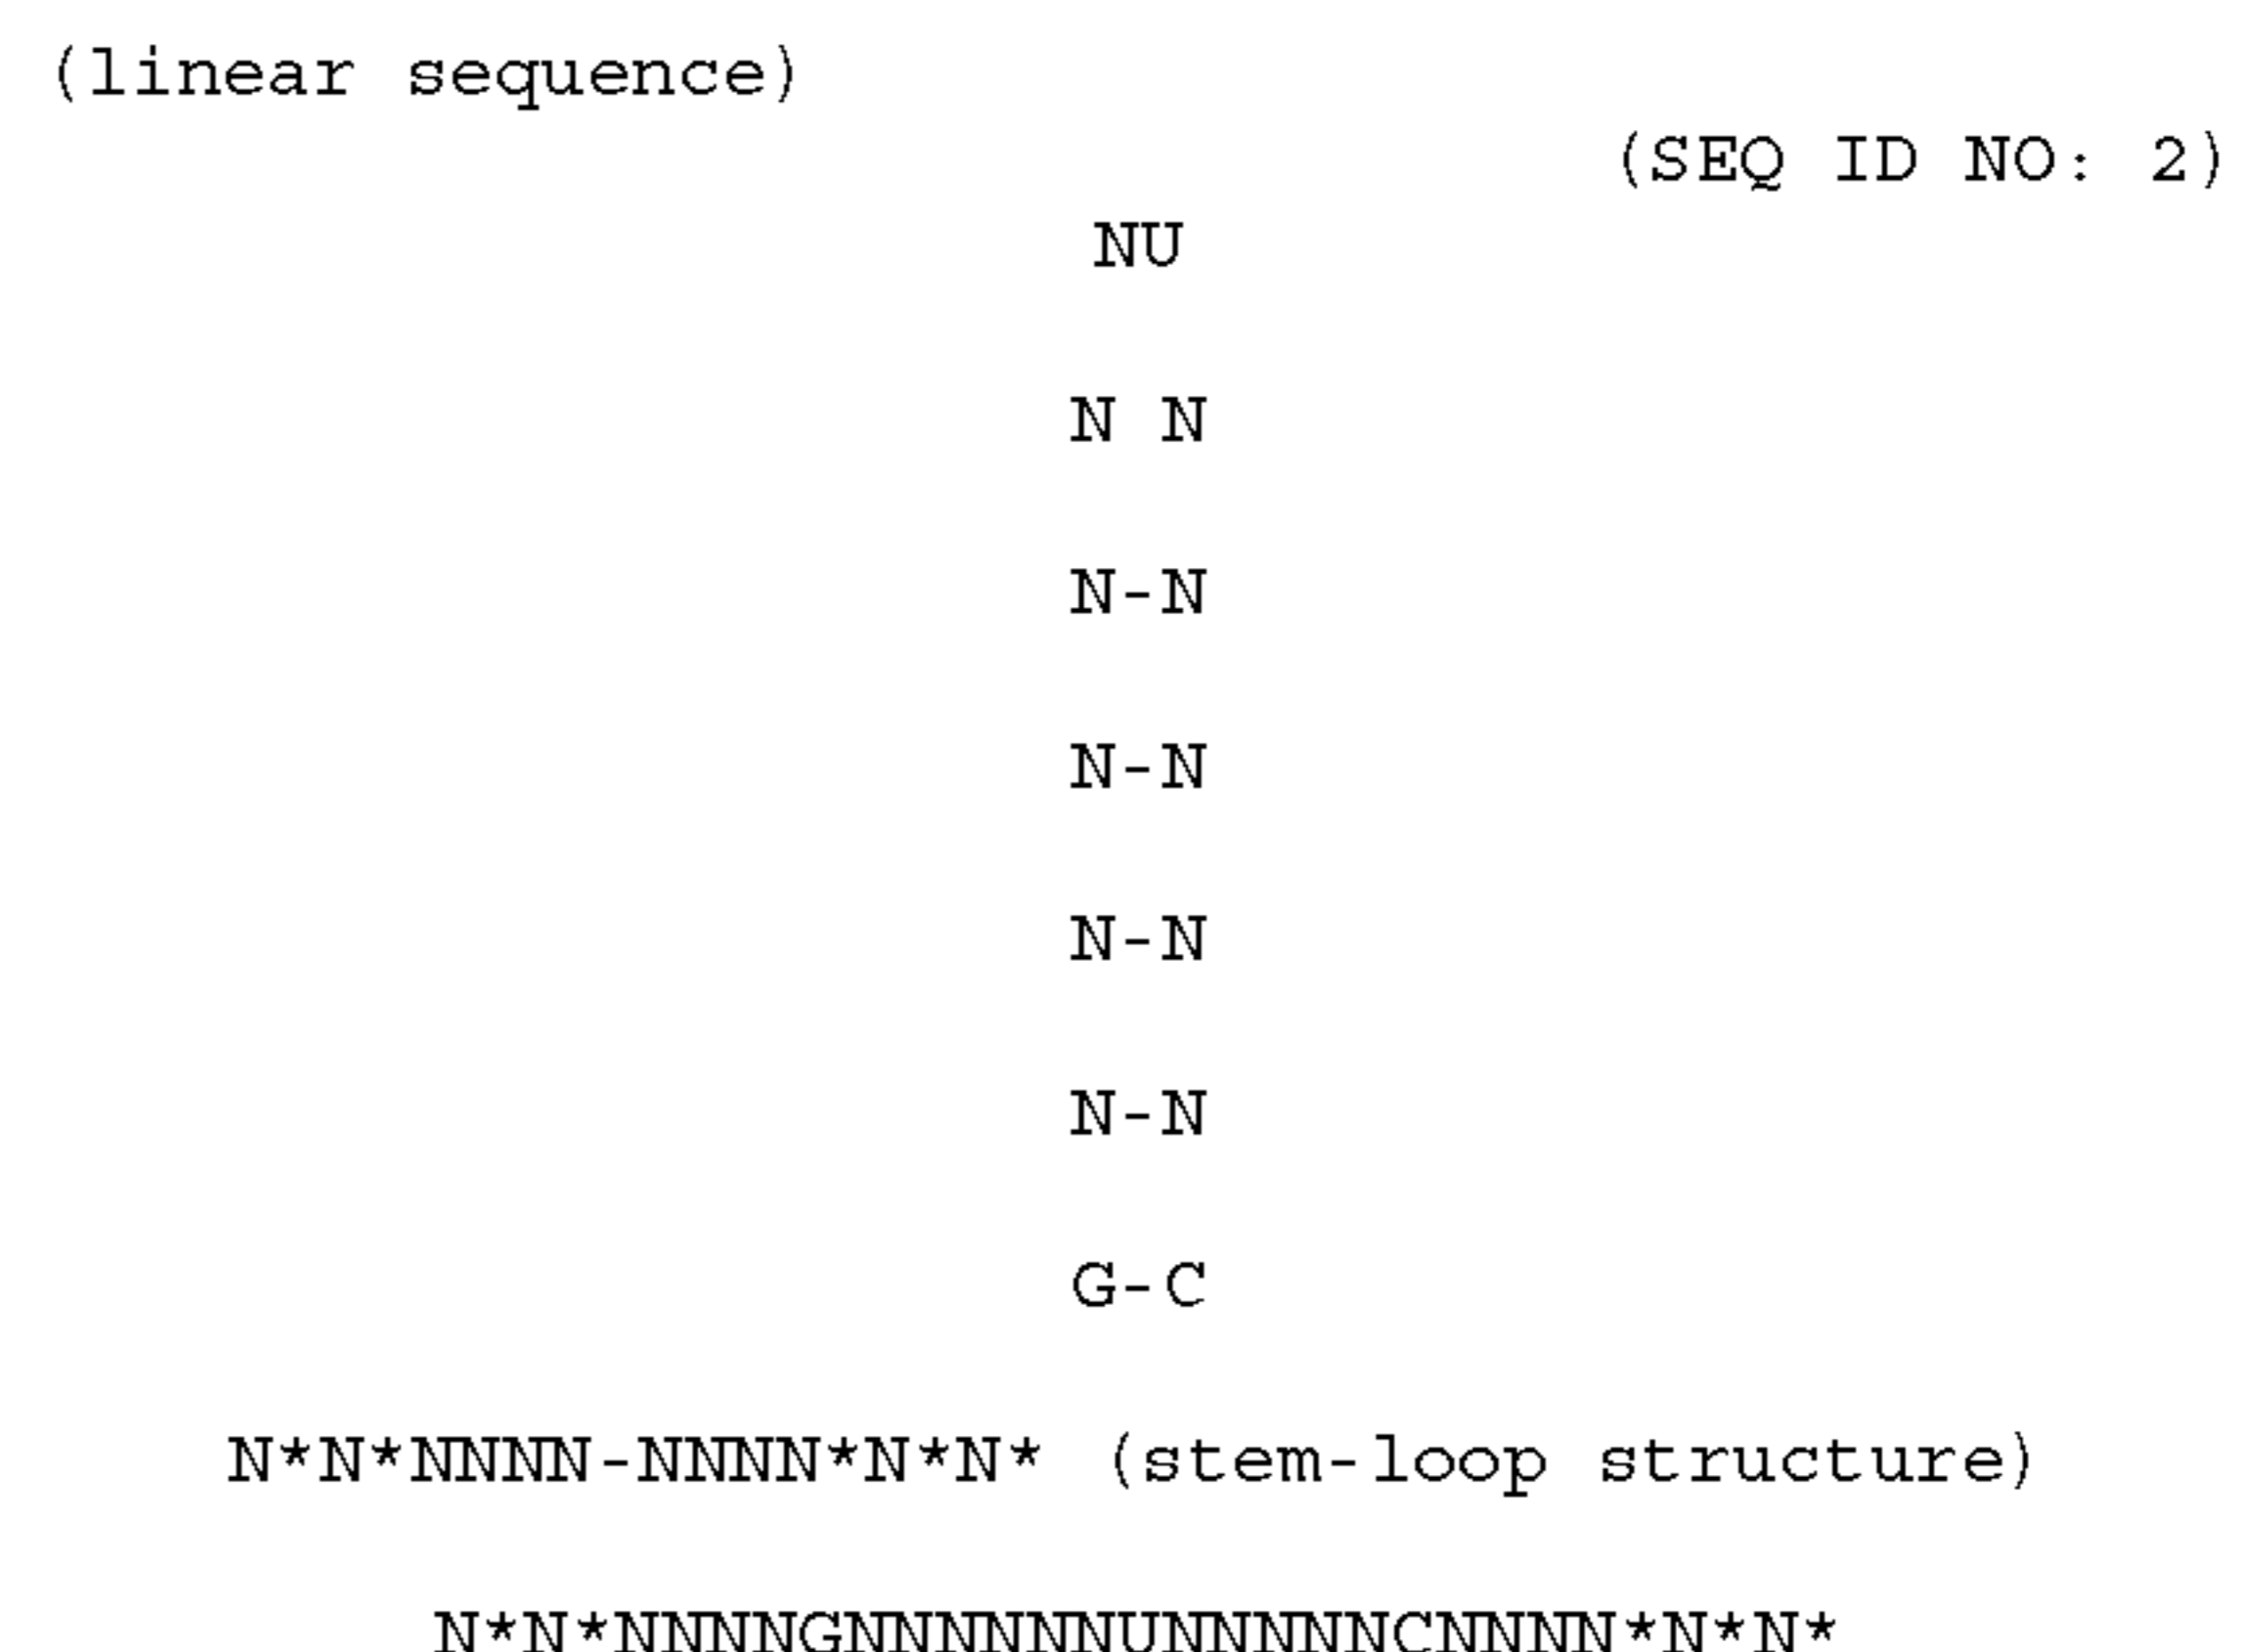 (linear sequence)
(SEQ ID NO: 2)
NU
N N
N-N
N-N
N-N
N-N
G-C
N*N*NNNN-NNNN*N*N* (stem-loop structure)
N*N*NNNNGNNNNNNUNNNNNCNNNN*N*N*